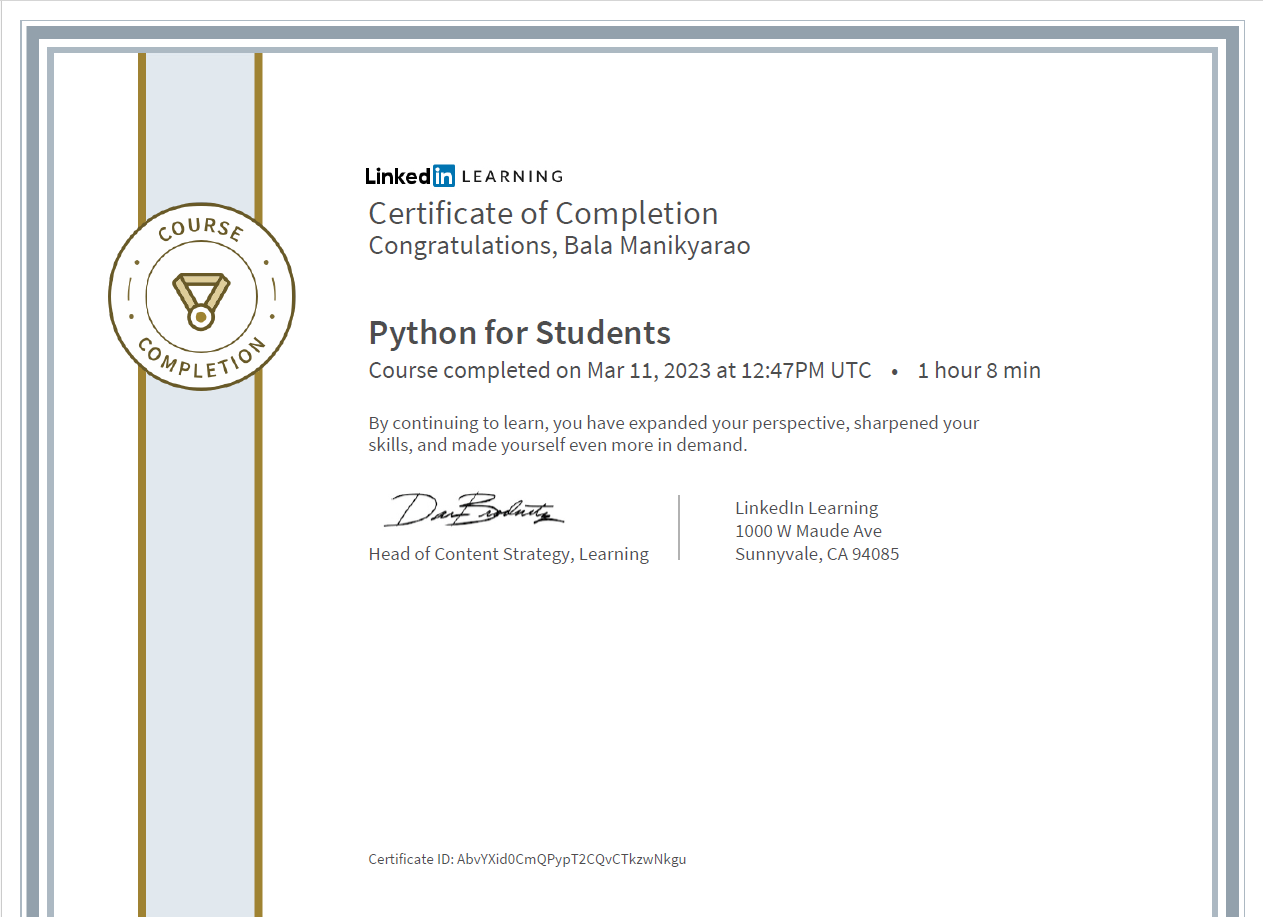 COURSE
COMPLETION
Linked in LEARNING
Certificate of Completion
Congratulations, Bala Manikyarao
Python for Students
Course completed on Mar 11, 2023 at 12:47PM UTC • 1 hour 8 min
By continuing to learn, you have expanded your perspective, sharpened your
skills, and made yourself even more in demand.
Head of Content Strategy, Learning
LinkedIn Learning
1000 W Maude Ave
Sunnyvale, CA 94085
Certificate ID: AbvYXid0CmQPypT2CQvCTkzwNkgu